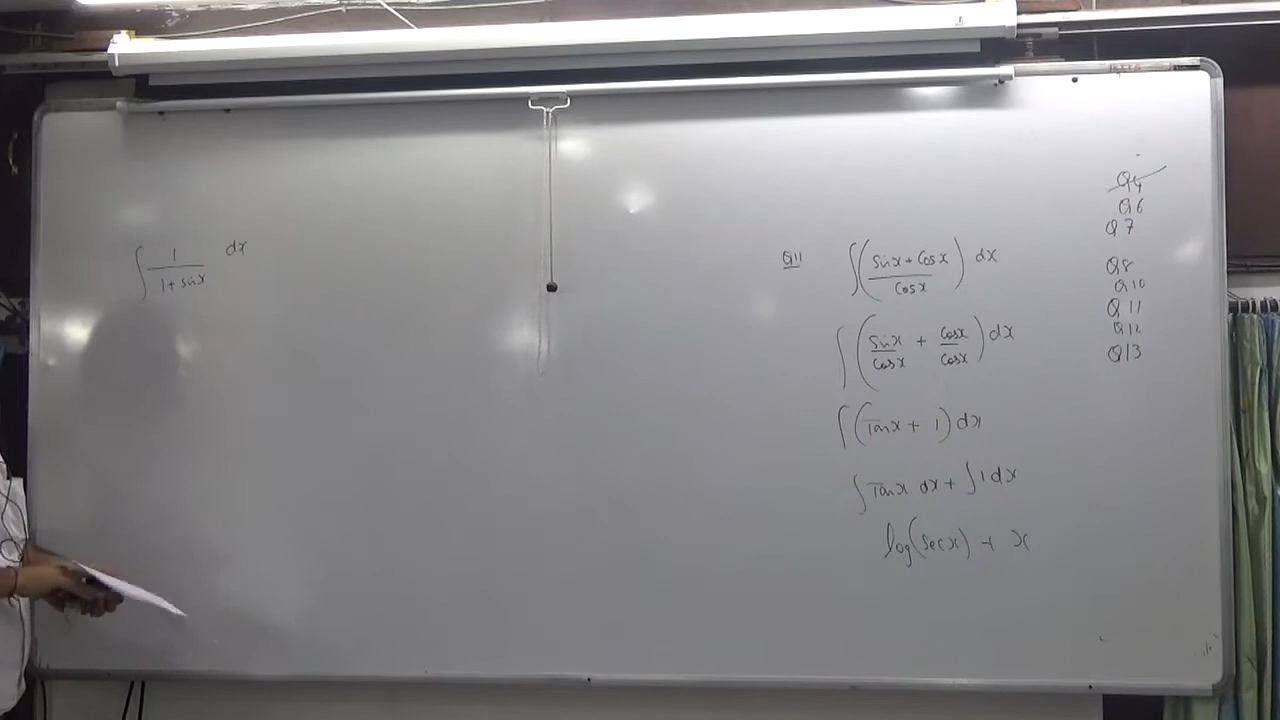 ∫ 1/(1+sinx) dx
Q11 ∫((sinx + cosx)/cosx) dx
∫(sinx/cosx + cosx/cosx) dx
∫(Tanx + 1) dx
∫Tanx dx + ∫1 dx
log(secx) + x
Q6
Q7
Q8
Q10
Q11
Q12
Q13